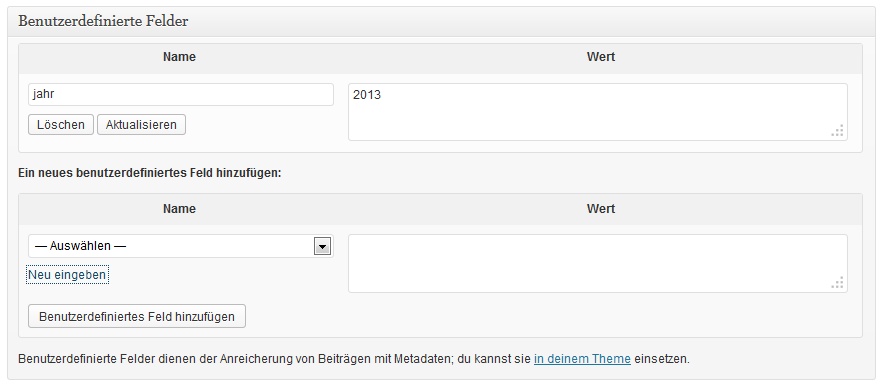 Benutzerdefinierte Felder
Name Wert
jahr 2013
Löschen Aktualisieren
Ein neues benutzerdefiniertes Feld hinzufügen:
Name Wert
— Auswählen —
Neu eingeben
Benutzerdefiniertes Feld hinzufügen
Benutzerdefinierte Felder dienen der Anreicherung von Beiträgen mit Metadaten; du kannst sie in deinem Theme einsetzen.